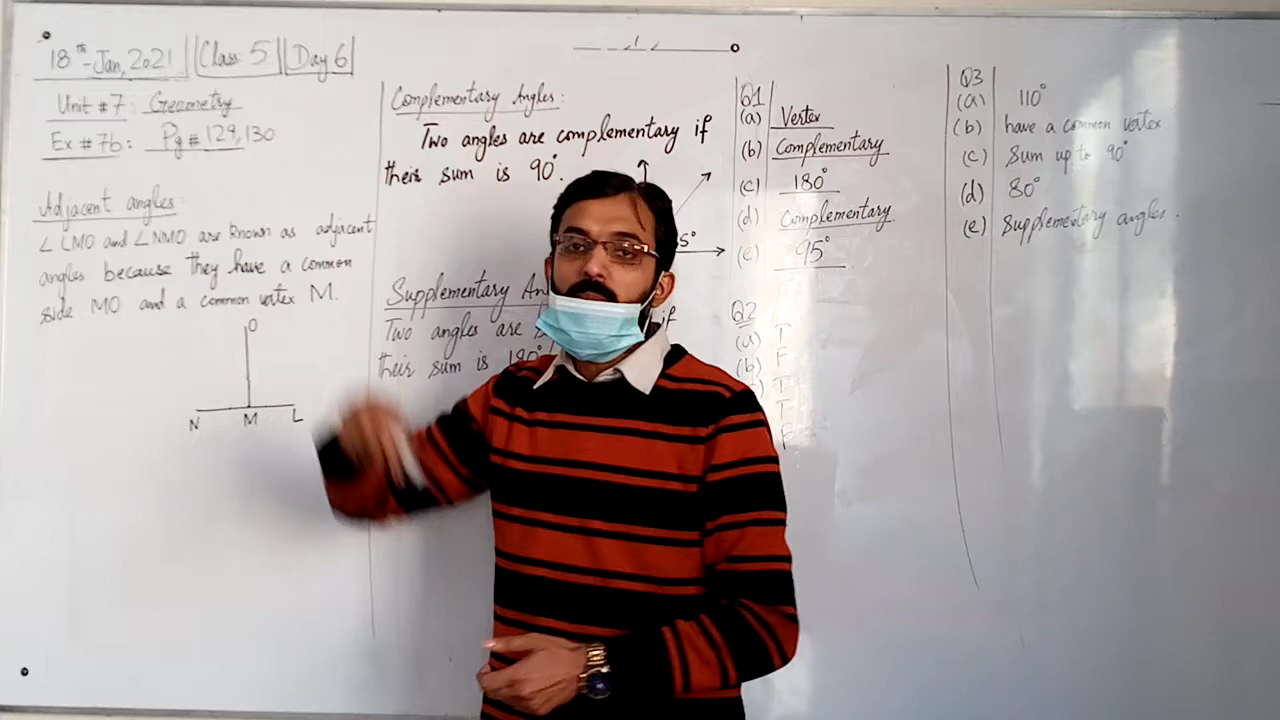 18th-Jan, 2021 Class 5 Day 6
Unit # 7: Geometry
Ex # 7b: Pg # 129, 130
Adjacent angles:
∠LMO and ∠NMO are known as adjacent
angles because they have a common
side MO and a common vertex M.
O
N M L
Complementary Angles:
Two angles are complementary if
their sum is 90°.
5°
Supplementary An
Two angles are if
their sum is 180°
Q1
(a) Vertex
(b) Complementary
(c) 180°
(d) Complementary
(e) 95°
Q2
(a) T
(b) F
T
T
F
Q3
(a) 110°
(b) have a common vertex
(c) Sum up to 90°
(d) 80°
(e) Supplementary angles.